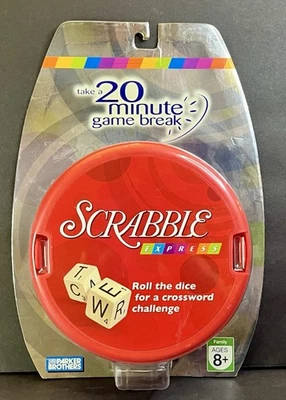 take a
20
minute
game break
SCRABBLE
EXPRESS
Roll the dice
for a crossword
challenge
T
C
E
W
R
PARKER
BROTHERS
Family
AGES
8+